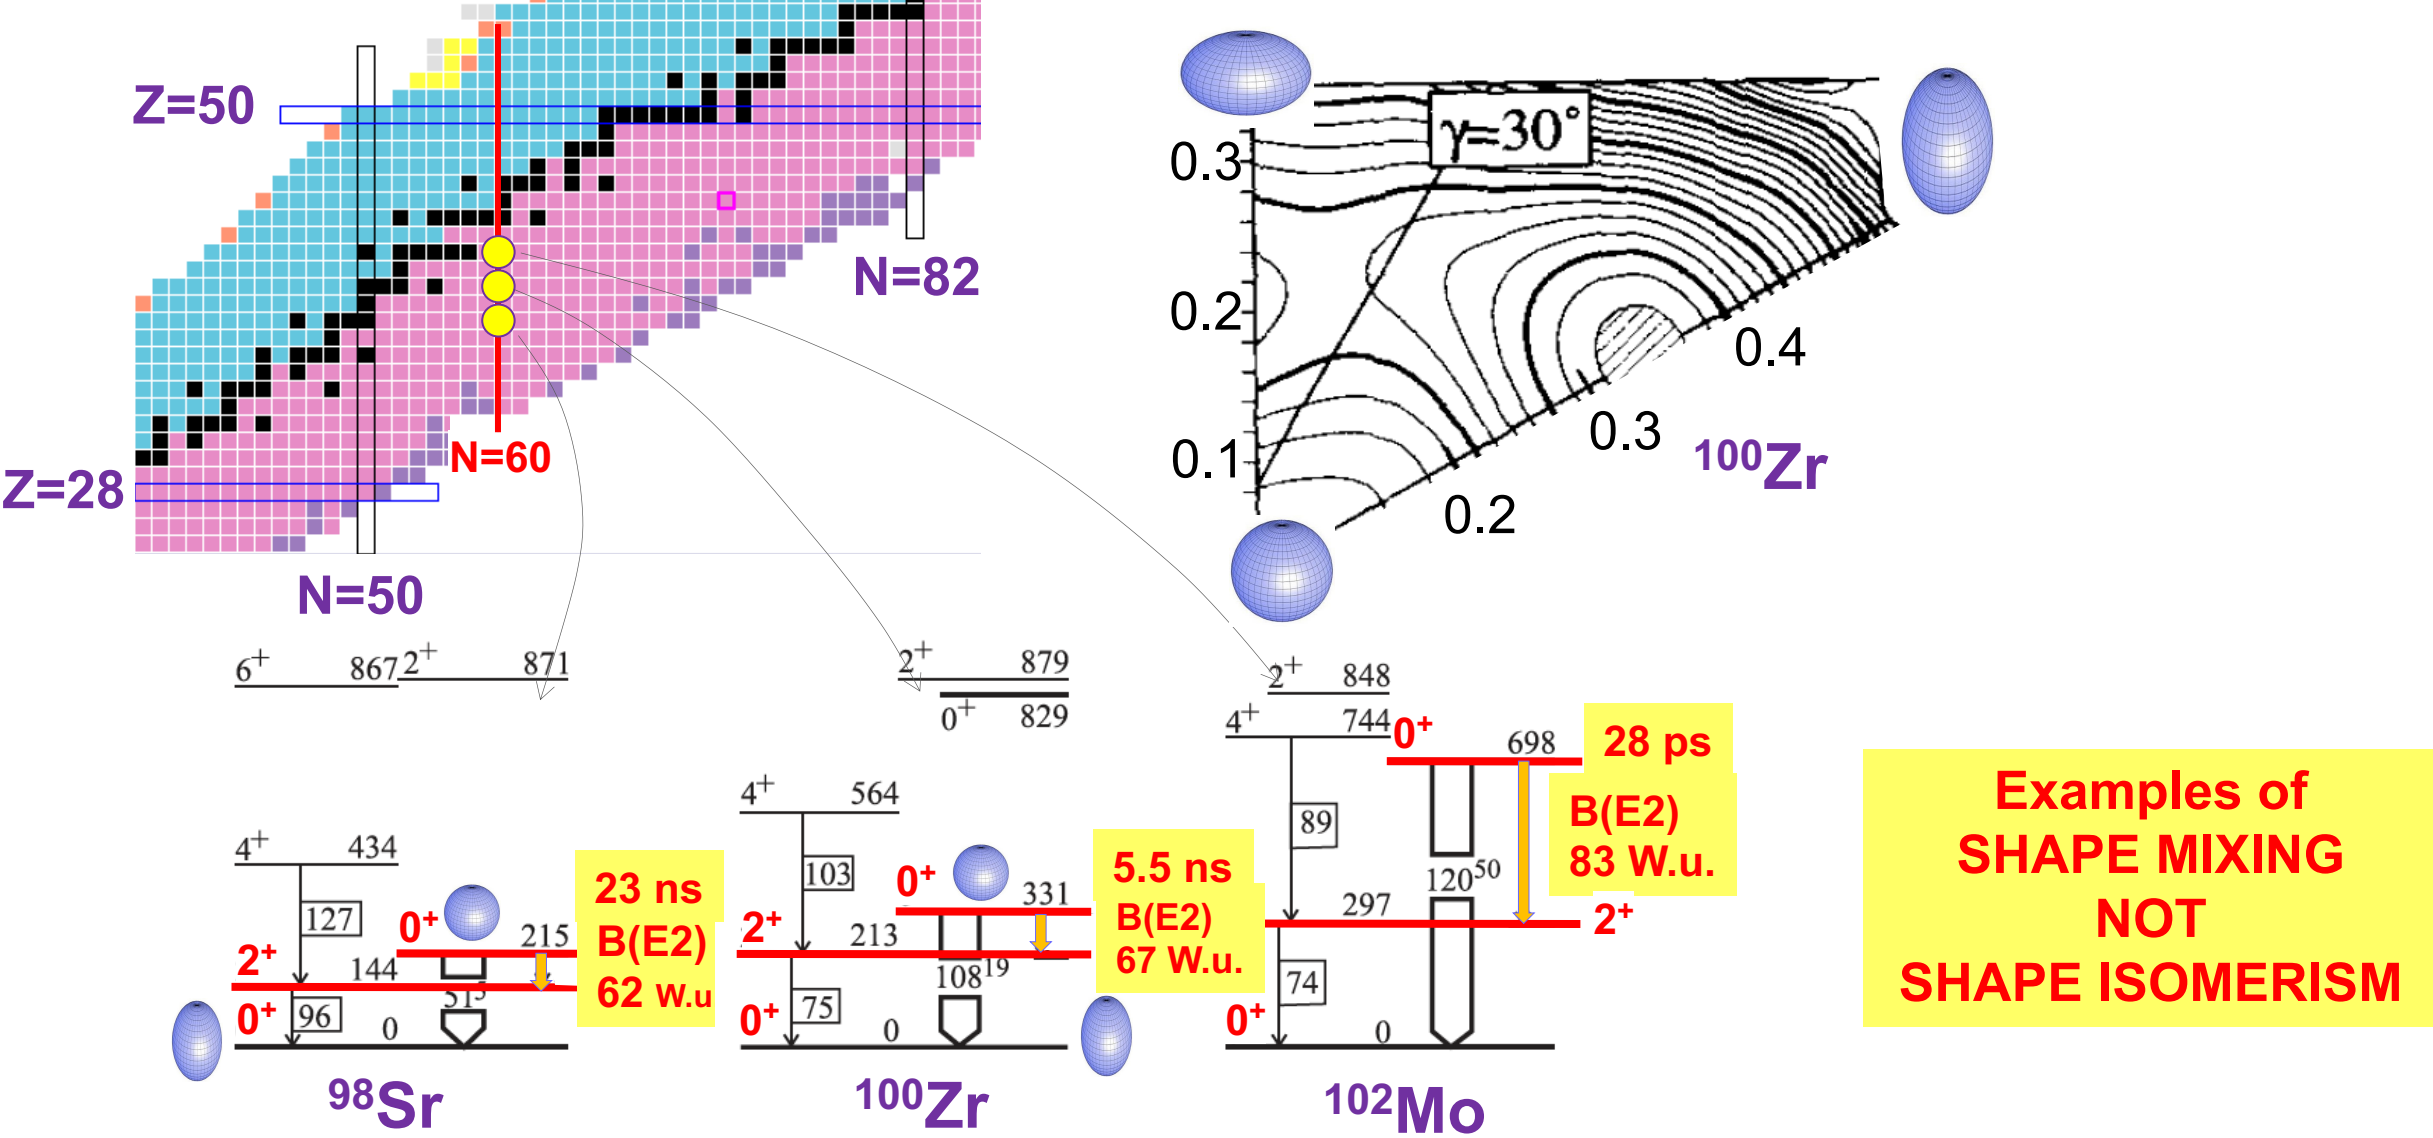 Z=50
N=82
N=60
Z=28
N=50
γ=30°
0.3
0.2
0.1
0.4
0.3
0.2
¹⁰⁰Zr
6⁺ 867 2⁺ 871
4⁺ 434
127
0⁺ 215
2⁺ 144
96
0⁺ 0
23 ns
B(E2)
62 W.u
⁹⁸Sr
2⁺ 879
0⁺ 829
4⁺ 564
103
0⁺ 331
2⁺ 213
108¹⁹
75
0⁺ 0
5.5 ns
B(E2)
67 W.u.
¹⁰⁰Zr
2⁺ 848
4⁺ 744
0⁺ 698
89
120⁵⁰
297 2⁺
74
0⁺ 0
28 ps
B(E2)
83 W.u.
¹⁰²Mo
Examples of
SHAPE MIXING
NOT
SHAPE ISOMERISM